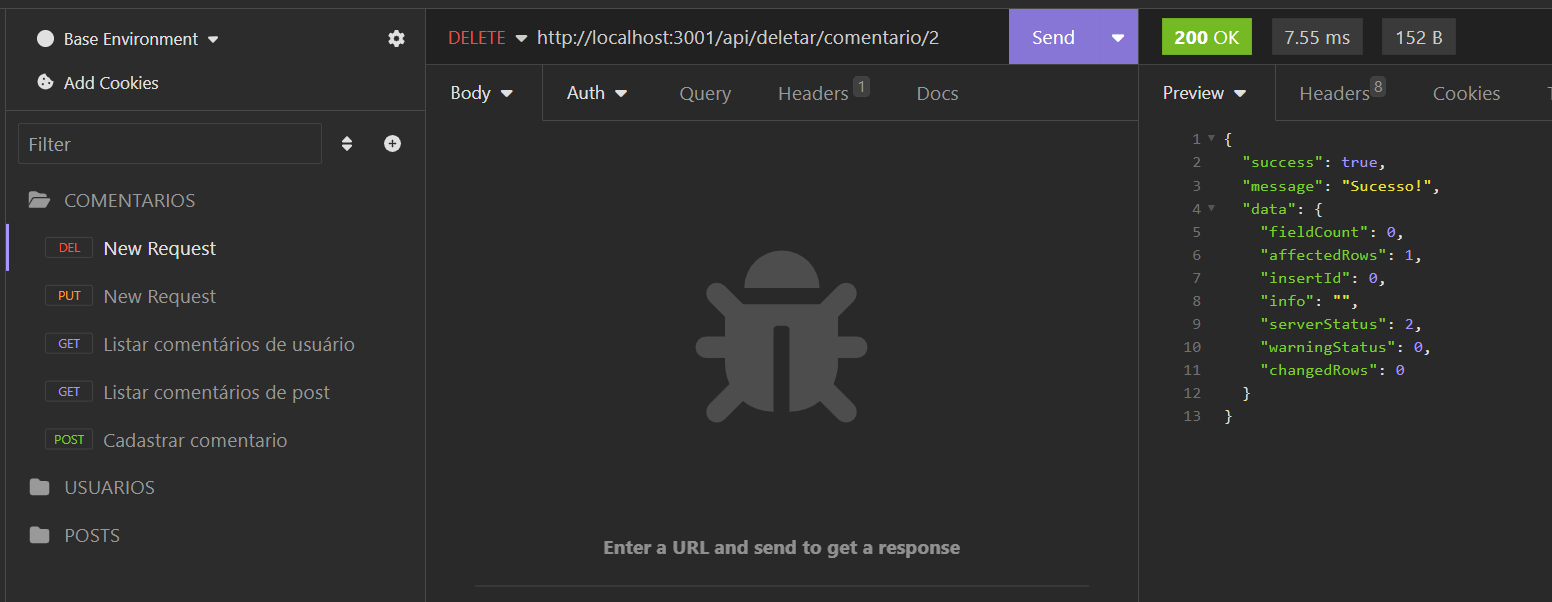 Base Environment
Add Cookies
Filter
COMENTARIOS
DEL New Request
PUT New Request
GET Listar comentários de usuário
GET Listar comentários de post
POST Cadastrar comentario
USUARIOS
POSTS
DELETE http://localhost:3001/api/deletar/comentario/2 Send
Body Auth Query Headers 1 Docs
Enter a URL and send to get a response
200 OK 7.55 ms 152 B
Preview Headers 8 Cookies
1 {
2 "success": true,
3 "message": "Sucesso!",
4 "data": {
5 "fieldCount": 0,
6 "affectedRows": 1,
7 "insertId": 0,
8 "info": "",
9 "serverStatus": 2,
10 "warningStatus": 0,
11 "changedRows": 0
12 }
13 }